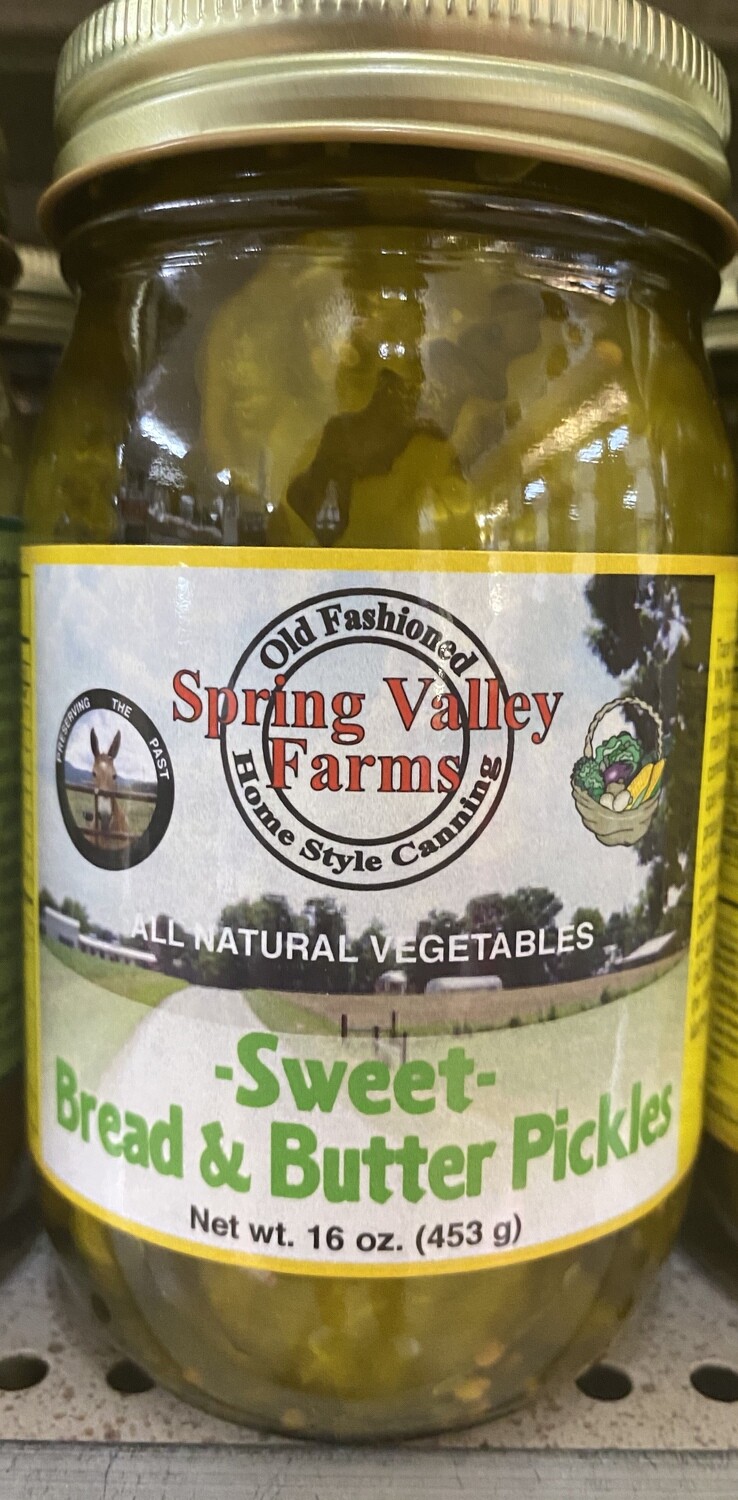 Old Fashioned
Spring Valley
Farms
Home Style Canning
PRESERVING THE PAST
ALL NATURAL VEGETABLES
-Sweet-
Bread & Butter Pickles
Net wt. 16 oz. (453 g)